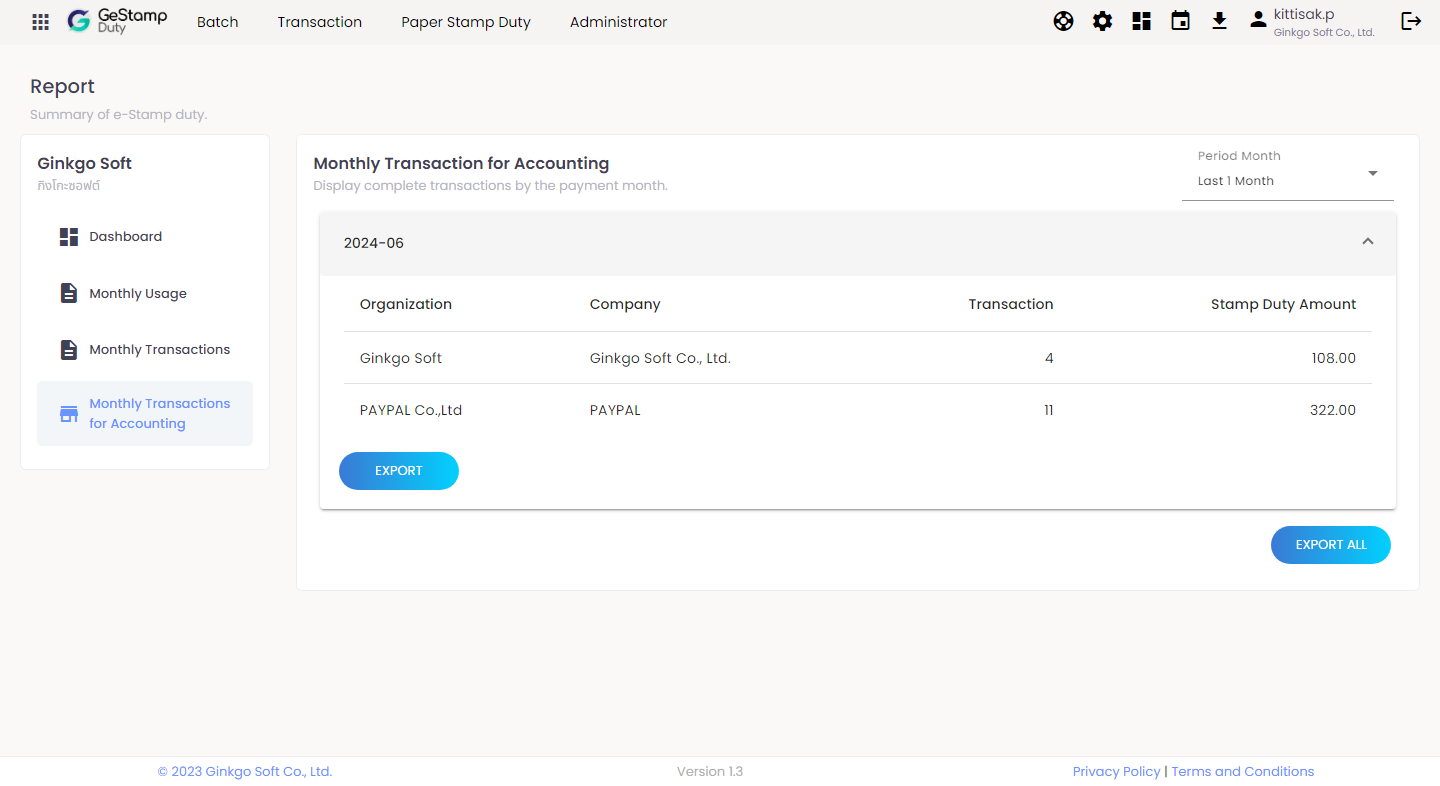 GeStamp
Duty
Batch
Transaction
Paper Stamp Duty
Administrator
kittisak.p
Ginkgo Soft Co., Ltd.
Report
Summary of e-Stamp duty.
Ginkgo Soft
กิงโกะซอฟต์
Dashboard
Monthly Usage
Monthly Transactions
Monthly Transactions
for Accounting
Monthly Transaction for Accounting
Display complete transactions by the payment month.
Period Month
Last 1 Month
2024-06
Organization Company Transaction Stamp Duty Amount
Ginkgo Soft Ginkgo Soft Co., Ltd. 4 108.00
PAYPAL Co.,Ltd PAYPAL 11 322.00
EXPORT
EXPORT ALL
© 2023 Ginkgo Soft Co., Ltd.
Version 1.3
Privacy Policy | Terms and Conditions